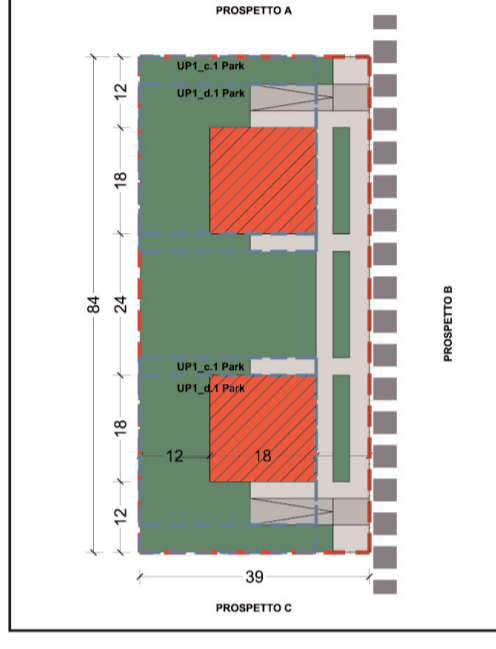 PROSPETTO A
UP1_c.1 Park
UP1_d.1 Park
12
18
84
24
PROSPETTO B
UP1_c.1 Park
UP1_d.1 Park
18
12
18
12
39
PROSPETTO C